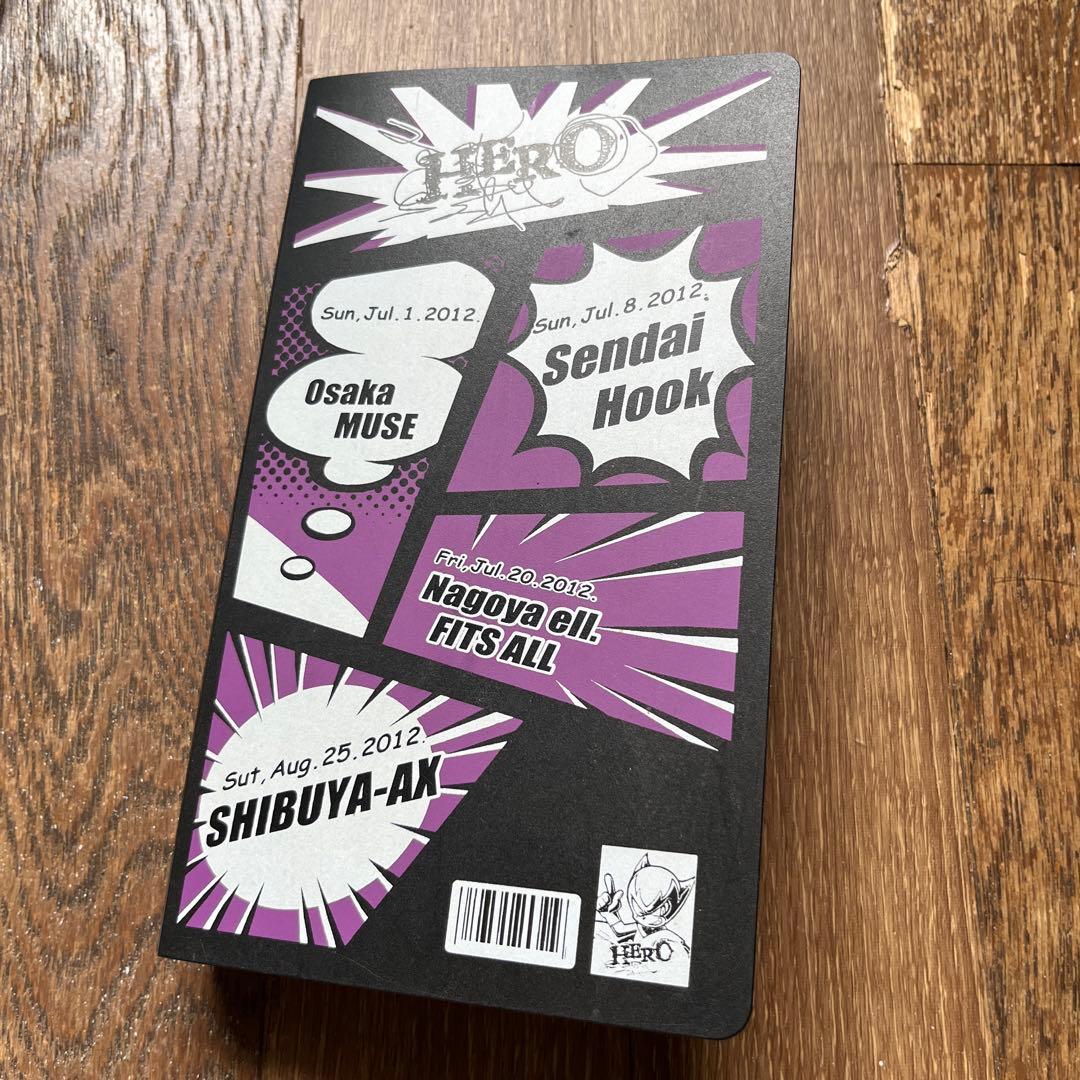 HERO
Sun, Jul. 1. 2012.
Osaka
MUSE
Sun, Jul. 8. 2012.
Sendai
Hook
Fri, Jul. 20. 2012.
Nagoya ell.
FITS ALL
Sut, Aug. 25. 2012.
SHIBUYA-AX
HERO